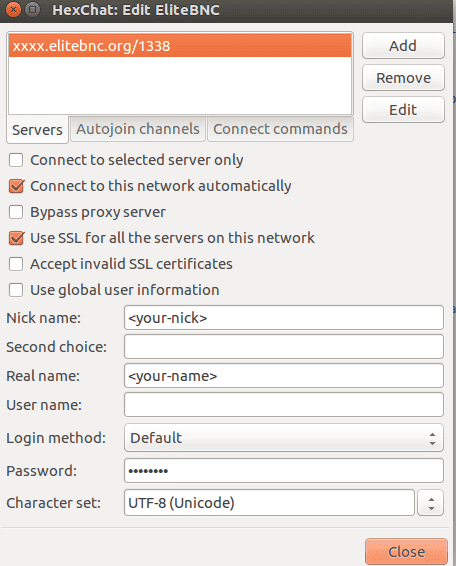 HexChat: Edit EliteBNC
xxxx.elitebnc.org/1338
Add
Remove
Edit
Servers Autojoin channels Connect commands
Connect to selected server only
Connect to this network automatically
Bypass proxy server
Use SSL for all the servers on this network
Accept invalid SSL certificates
Use global user information
Nick name: <your-nick>
Second choice:
Real name: <your-name>
User name:
Login method: Default
Password: ••••••••
Character set: UTF-8 (Unicode)
Close